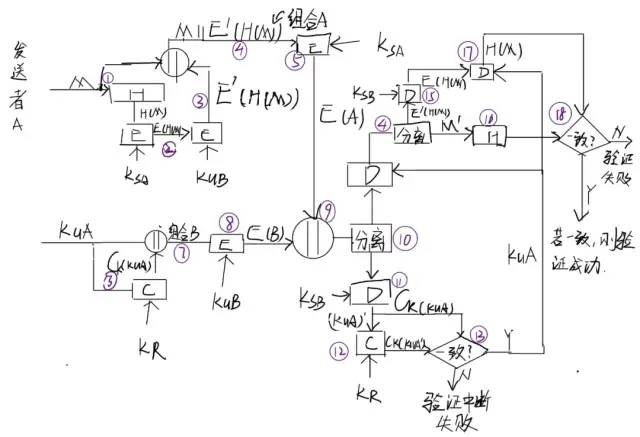 发送者A
M
①
H
H(M)
E
KSA
②
E(H(M))
E
KUB
③
E'(H(M))
||
M||E'(H(M))
④
组合A
E
⑤
KSA
E(A)
KUA
CK(KUA)
C
KR
||
组合B
⑦
⑧
E
KUB
E(B)
||
⑨
分离
⑩
KSB
D
⑪
CK(KUA)
(KUA)'
⑫
C
KR
CK(KUA')
一致?
⑬
Y
N
验证中断
失败
KUA
D
④
分离
E'(H(M))
KSB
D
⑮
E(H(M))
⑰
D
H(M)
M'
⑯
H
⑱
一致?
N
验证
失败
Y
若一致,则验
证成功.